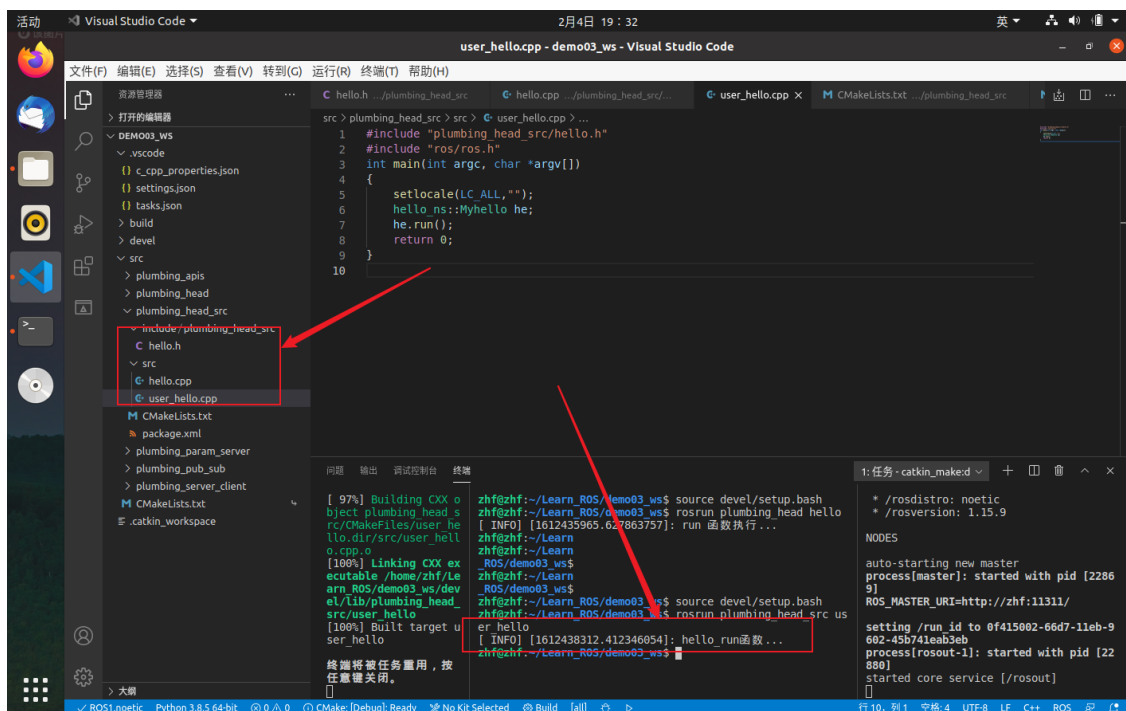 活动
Visual Studio Code
2月4日 19：32
英
user_hello.cpp - demo03_ws - Visual Studio Code
文件(F) 编辑(E) 选择(S) 查看(V) 转到(G) 运行(R) 终端(T) 帮助(H)
资源管理器
···
打开的编辑器
DEMO03_WS
.vscode
{} c_cpp_properties.json
{} settings.json
{} tasks.json
build
devel
src
plumbing_apis
plumbing_head
plumbing_head_src
include/plumbing_head_src
C hello.h
src
hello.cpp
user_hello.cpp
M CMakeLists.txt
package.xml
plumbing_param_server
plumbing_pub_sub
plumbing_server_client
M CMakeLists.txt
.catkin_workspace
大纲
C hello.h .../plumbing_head_src
hello.cpp .../plumbing_head_src/...
user_hello.cpp ×
M CMakeLists.txt .../plumbing_head_src
src > plumbing_head_src > src > user_hello.cpp > ...
1 #include "plumbing_head_src/hello.h"
2 #include "ros/ros.h"
3 int main(int argc, char *argv[])
4 {
5 setlocale(LC_ALL,"");
6 hello_ns::Myhello he;
7 he.run();
8 return 0;
9 }
10
问题 输出 调试控制台 终端
1: 任务 - catkin_make:d
[ 97%] Building CXX o
bject plumbing_head_s
rc/CMakeFiles/user_he
llo.dir/src/user_hell
o.cpp.o
[100%] Linking CXX ex
ecutable /home/zhf/Le
arn_ROS/demo03_ws/dev
el/lib/plumbing_head_
src/user_hello
[100%] Built target u
ser_hello
终端将被任务重用，按
任意键关闭。
zhf@zhf:~/Learn_ROS/demo03_ws$ source devel/setup.bash
zhf@zhf:~/Learn_ROS/demo03_ws$ rosrun plumbing_head hello
[ INFO] [1612435965.627863757]: run 函数执行...
zhf@zhf:~/Learn
zhf@zhf:~/Learn
_ROS/demo03_ws$
zhf@zhf:~/Learn
_ROS/demo03_ws$
zhf@zhf:~/Learn_ROS/demo03_ws$ source devel/setup.bash
zhf@zhf:~/Learn_ROS/demo03_ws$ rosrun plumbing_head_src us
er_hello
[ INFO] [1612438312.412346054]: hello_run函数...
zhf@zhf:~/Learn_ROS/demo03_ws$
* /rosdistro: noetic
* /rosversion: 1.15.9
NODES
auto-starting new master
process[master]: started with pid [2286
9]
ROS_MASTER_URI=http://zhf:11311/
setting /run_id to 0f415002-66d7-11eb-9
602-45b741eab3eb
process[rosout-1]: started with pid [22
880]
started core service [/rosout]
ROS1.noetic Python 3.8.5 64-bit 0 0 CMake: [Debug]: Ready No Kit Selected Build [all]
行 10，列 1 空格: 4 UTF-8 LF C++ ROS